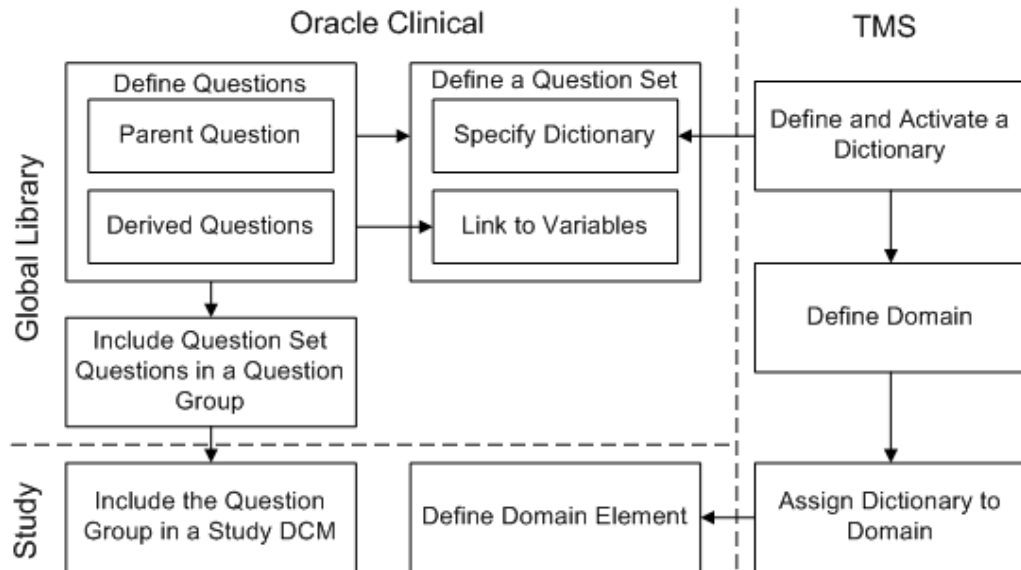 Oracle Clinical
TMS
Global Library
Define Questions
Parent Question
Derived Questions
Define a Question Set
Specify Dictionary
Link to Variables
Define and Activate a
Dictionary
Include Question Set
Questions in a Question
Group
Define Domain
Study
Include the Question
Group in a Study DCM
Define Domain Element
Assign Dictionary to
Domain